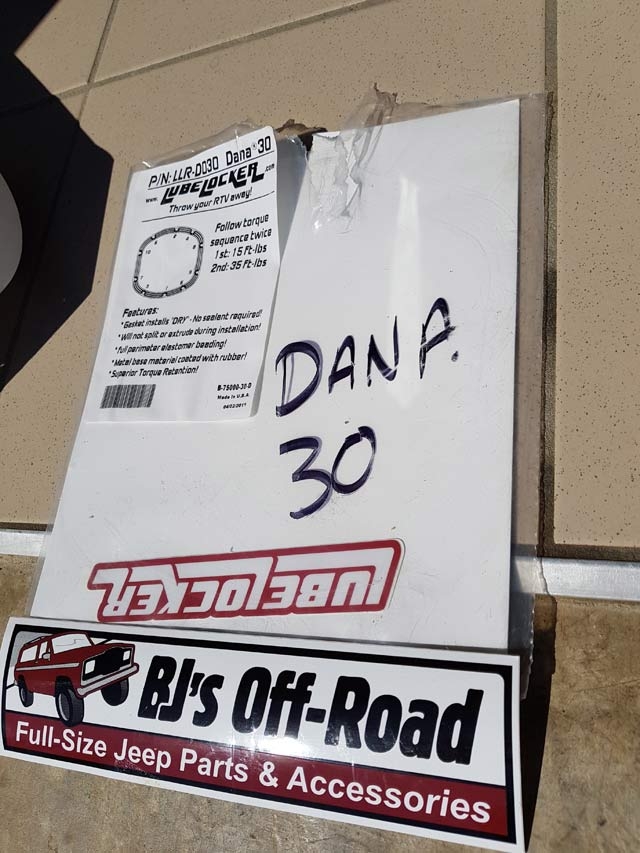 P/N: LLR-D030 Dana® 30
www. LUBELOCKER .com
Throw your RTV away!
Follow torque
sequence twice
1st: 15 Ft-lbs
2nd: 35 Ft-lbs
10
Features:
*Gasket installs "DRY" - No sealant required!
*Will not split or extrude during installation!
*Full perimeter elastomer beading!
*Metal base material coated with rubber!
*Superior Torque Retention!
Made in U.S.A
DANA
30
LUBELOCKER
BJ's Off-Road
Full-Size Jeep Parts & Accessories